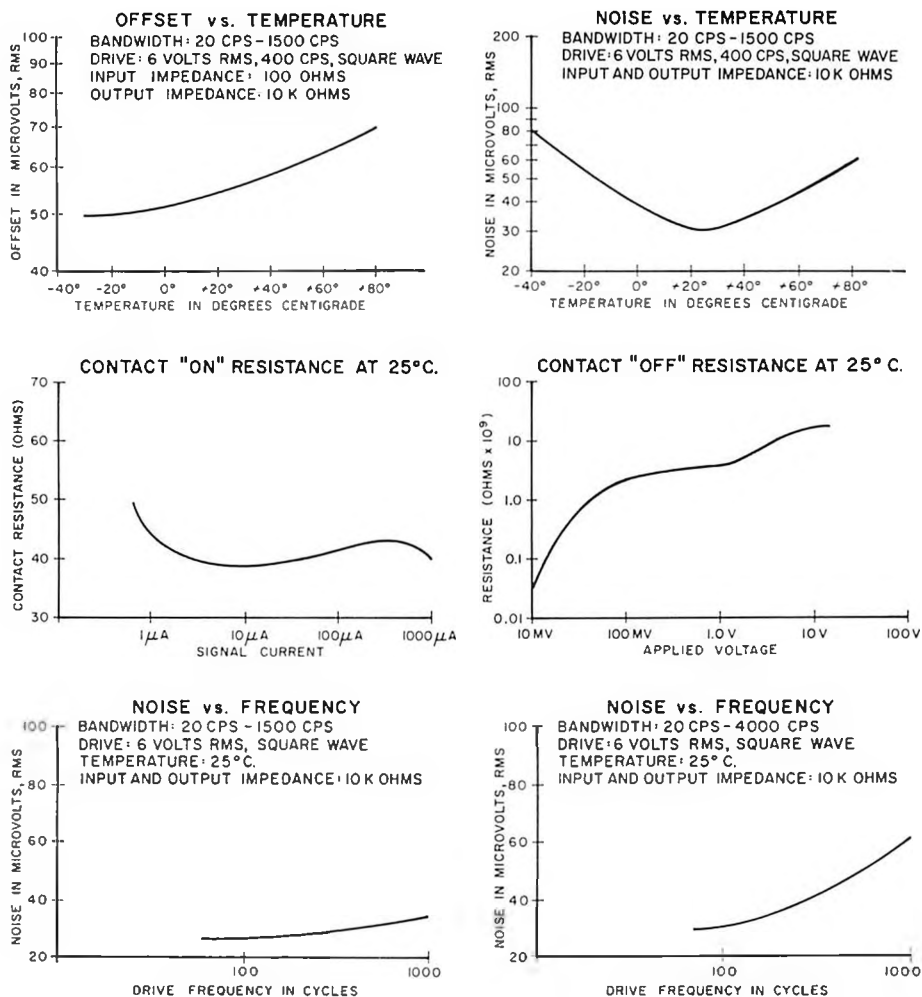 OFFSET vs. TEMPERATURE
BANDWIDTH: 20 CPS-1500 CPS
DRIVE: 6 VOLTS RMS, 400 CPS, SQUARE WAVE
INPUT IMPEDANCE: 100 OHMS
OUTPUT IMPEDANCE: 10 K OHMS
OFFSET IN MICROVOLTS, RMS
100
90
80
70
60
50
40
-40° -20° 0° +20° +40° +60° +80°
TEMPERATURE IN DEGREES CENTIGRADE
NOISE vs. TEMPERATURE
BANDWIDTH: 20 CPS-1500 CPS
DRIVE: 6 VOLTS RMS, 400 CPS, SQUARE WAVE
INPUT AND OUTPUT IMPEDANCE: 10K OHMS
NOISE IN MICROVOLTS, RMS
200
100
80
60
40
30
20
-40° -20° 0° +20° +40° +60° +80°
TEMPERATURE IN DEGREES CENTIGRADE
CONTACT "ON" RESISTANCE AT 25°C.
CONTACT RESISTANCE (OHMS)
70
60
50
40
30
1μA 10μA 100μA 1000μA
SIGNAL CURRENT
CONTACT "OFF" RESISTANCE AT 25°C.
RESISTANCE (OHMS x 10⁹)
100
10
1.0
0.1
0.01
10 MV 100 MV 1.0 V 10 V 100 V
APPLIED VOLTAGE
NOISE vs. FREQUENCY
BANDWIDTH: 20 CPS-1500 CPS
DRIVE: 6 VOLTS RMS, SQUARE WAVE
TEMPERATURE: 25°C.
INPUT AND OUTPUT IMPEDANCE: 10 K OHMS
NOISE IN MICROVOLTS, RMS
100
80
60
40
20
100 1000
DRIVE FREQUENCY IN CYCLES
NOISE vs. FREQUENCY
BANDWIDTH: 20 CPS-4000 CPS
DRIVE: 6 VOLTS RMS, SQUARE WAVE
TEMPERATURE: 25°C.
INPUT AND OUTPUT IMPEDANCE: 10K OHMS
NOISE IN MICROVOLTS, RMS
100
80
60
40
20
100 1000
DRIVE FREQUENCY IN CYCLES